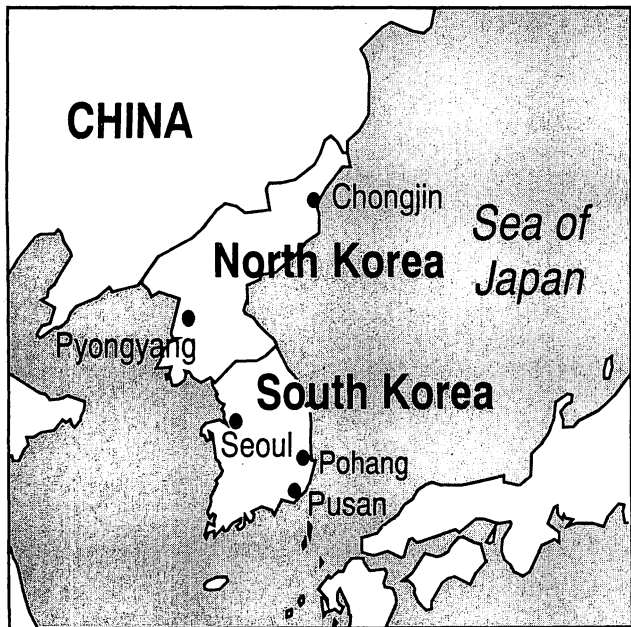 CHINA
Chongjin
Sea of
Japan
North Korea
Pyongyang
South Korea
Seoul
Pohang
Pusan